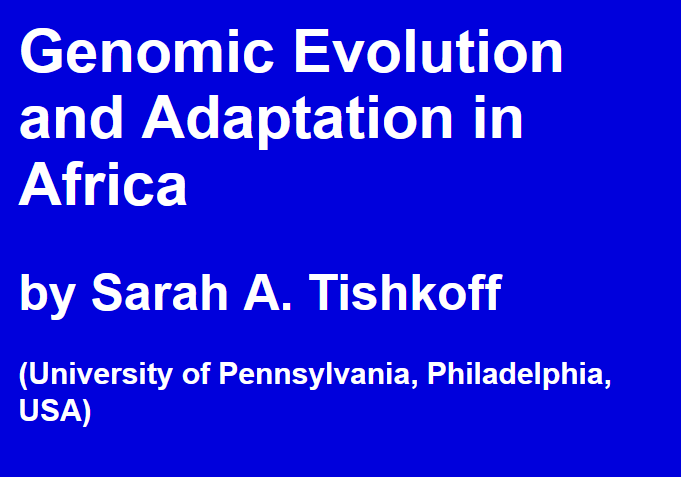 Genomic Evolution
and Adaptation in
Africa
by Sarah A. Tishkoff
(University of Pennsylvania, Philadelphia,
USA)